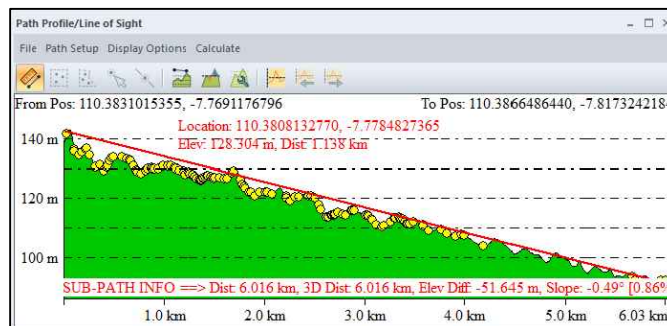 Path Profile/Line of Sight
File Path Setup Display Options Calculate
From Pos: 110.3831015355, -7.7691176796 To Pos: 110.3866486440, -7.8173242184
Location: 110.3808132770, -7.7784827365
Elev: 128.304 m, Dist: 1.138 km
140 m
120 m
100 m
SUB-PATH INFO ==> Dist: 6.016 km, 3D Dist: 6.016 km, Elev Diff: -51.645 m, Slope: -0.49° [0.86%
1.0 km 2.0 km 3.0 km 4.0 km 5.0 km 6.03 km